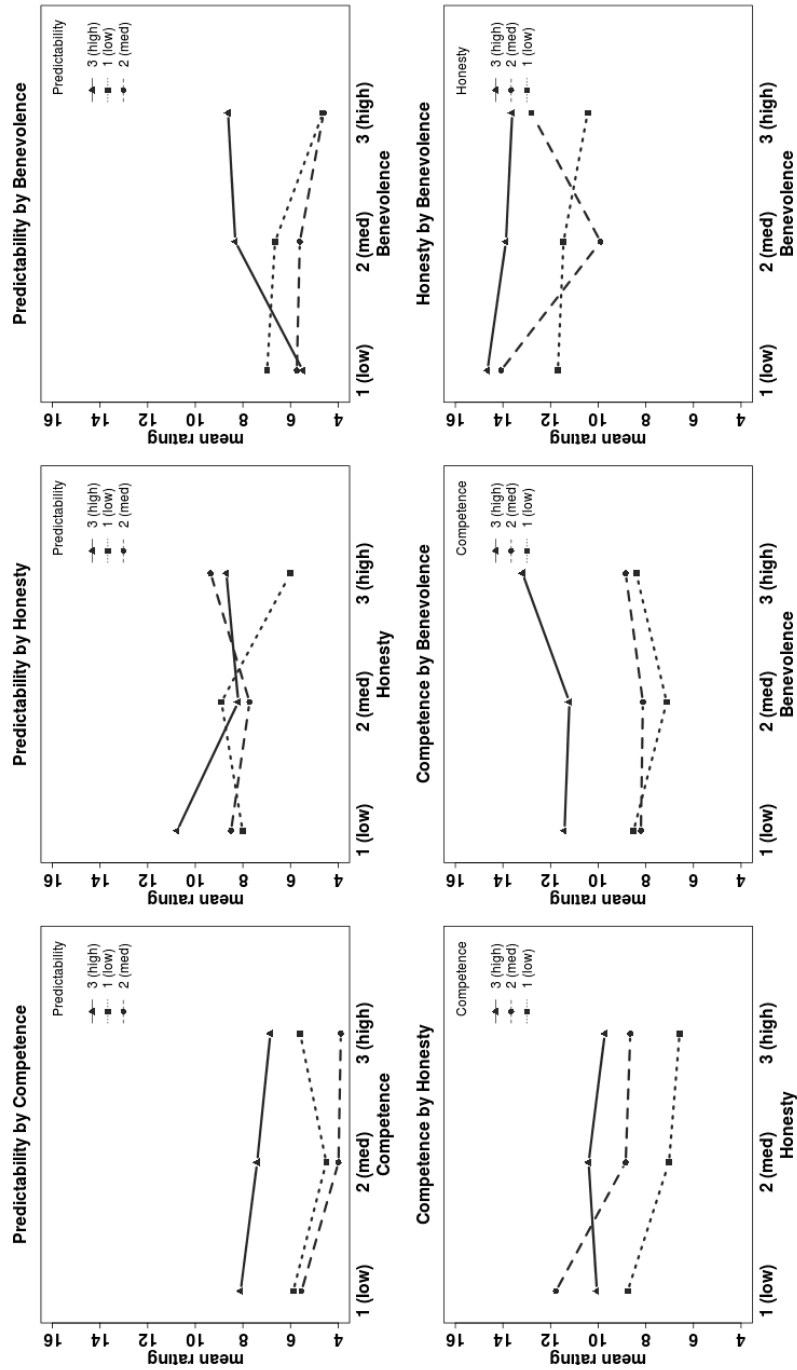 Predictability by Competence
mean rating
16
14
12
10
8
6
4
Predictability
3 (high)
1 (low)
2 (med)
1 (low) 2 (med) 3 (high)
Competence
Predictability by Honesty
mean rating
16
14
12
10
8
6
4
Predictability
3 (high)
1 (low)
2 (med)
1 (low) 2 (med) 3 (high)
Honesty
Predictability by Benevolence
mean rating
16
14
12
10
8
6
4
Predictability
3 (high)
1 (low)
2 (med)
1 (low) 2 (med) 3 (high)
Benevolence
Competence by Honesty
mean rating
16
14
12
10
8
6
4
Competence
3 (high)
2 (med)
1 (low)
1 (low) 2 (med) 3 (high)
Honesty
Competence by Benevolence
mean rating
16
14
12
10
8
6
4
Competence
3 (high)
2 (med)
1 (low)
1 (low) 2 (med) 3 (high)
Benevolence
Honesty by Benevolence
mean rating
16
14
12
10
8
6
4
Honesty
3 (high)
2 (med)
1 (low)
1 (low) 2 (med) 3 (high)
Benevolence